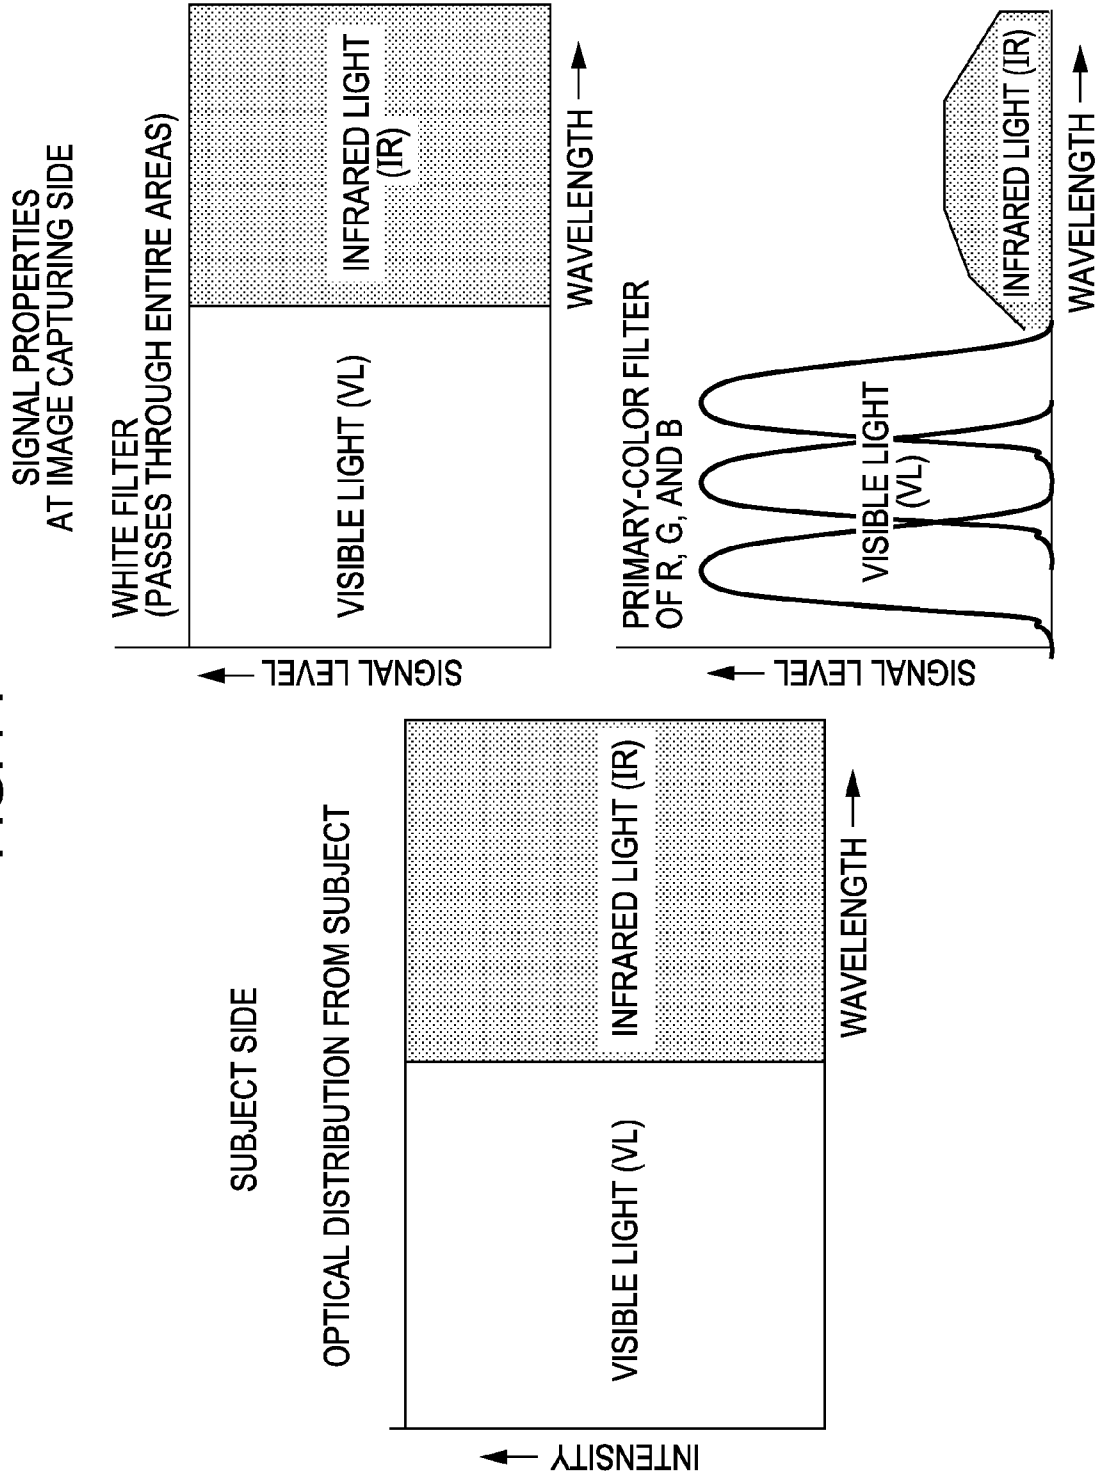 SUBJECT SIDE
OPTICAL DISTRIBUTION FROM SUBJECT
INTENSITY
VISIBLE LIGHT (VL)
INFRARED LIGHT (IR)
WAVELENGTH
SIGNAL PROPERTIES
AT IMAGE CAPTURING SIDE
WHITE FILTER
(PASSES THROUGH ENTIRE AREAS)
SIGNAL LEVEL
VISIBLE LIGHT (VL)
INFRARED LIGHT
(IR)
WAVELENGTH
PRIMARY-COLOR FILTER
OF R, G, AND B
SIGNAL LEVEL
VISIBLE LIGHT
(VL)
INFRARED LIGHT (IR)
WAVELENGTH